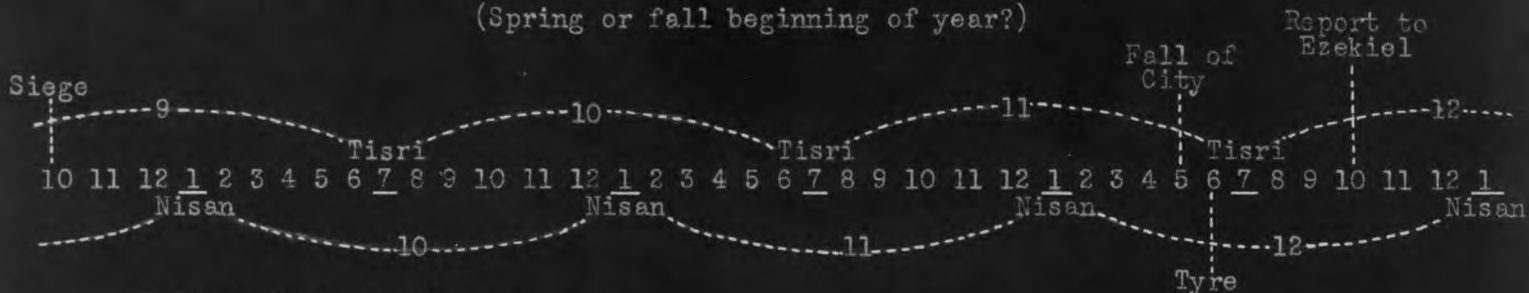 (Spring or fall beginning of year?)
Report to
Ezekiel
Fall of
City
Siege
9 10 11 12
Tisri Tisri Tisri
10 11 12 1 2 3 4 5 6 7 8 9 10 11 12 1 2 3 4 5 6 7 8 9 10 11 12 1 2 3 4 5 6 7 8 9 10 11 12 1
Nisan Nisan Nisan Nisan
10 11 12
Tyre